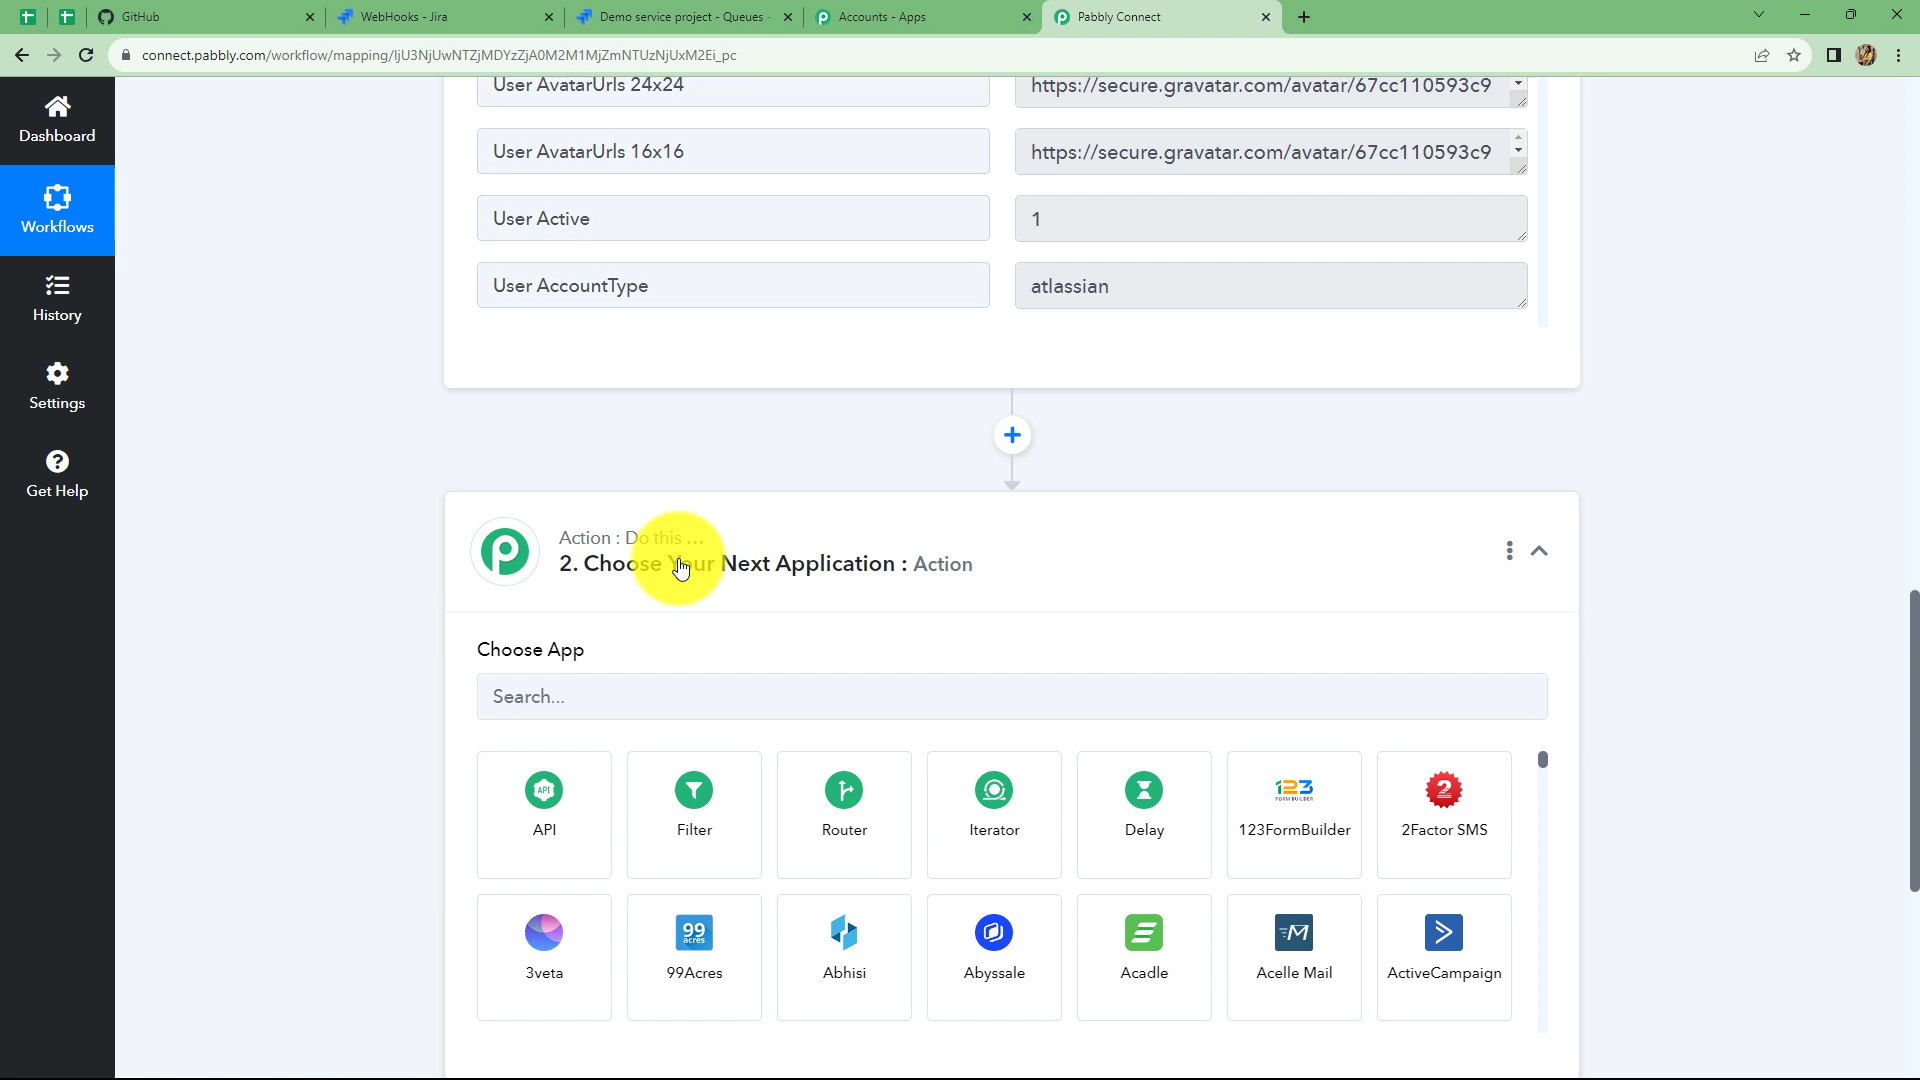 GitHub
WebHooks - Jira
Demo service project - Queues -
Accounts - Apps
Pabbly Connect
connect.pabbly.com/workflow/mapping/IjU3NjUwNTZjMDYzZjA0M2M1MjZmNTUzNjUxM2Ei_pc
Dashboard
Workflows
History
Settings
Get Help
User AvatarUrls 24x24
https://secure.gravatar.com/avatar/67cc110593c9
User AvatarUrls 16x16
https://secure.gravatar.com/avatar/67cc110593c9
User Active
1
User AccountType
atlassian
Action : Do this ...
2. Choose Your Next Application : Action
Choose App
Search...
API
Filter
Router
Iterator
Delay
123FormBuilder
2Factor SMS
3veta
99Acres
Abhisi
Abyssale
Acadle
Acelle Mail
ActiveCampaign